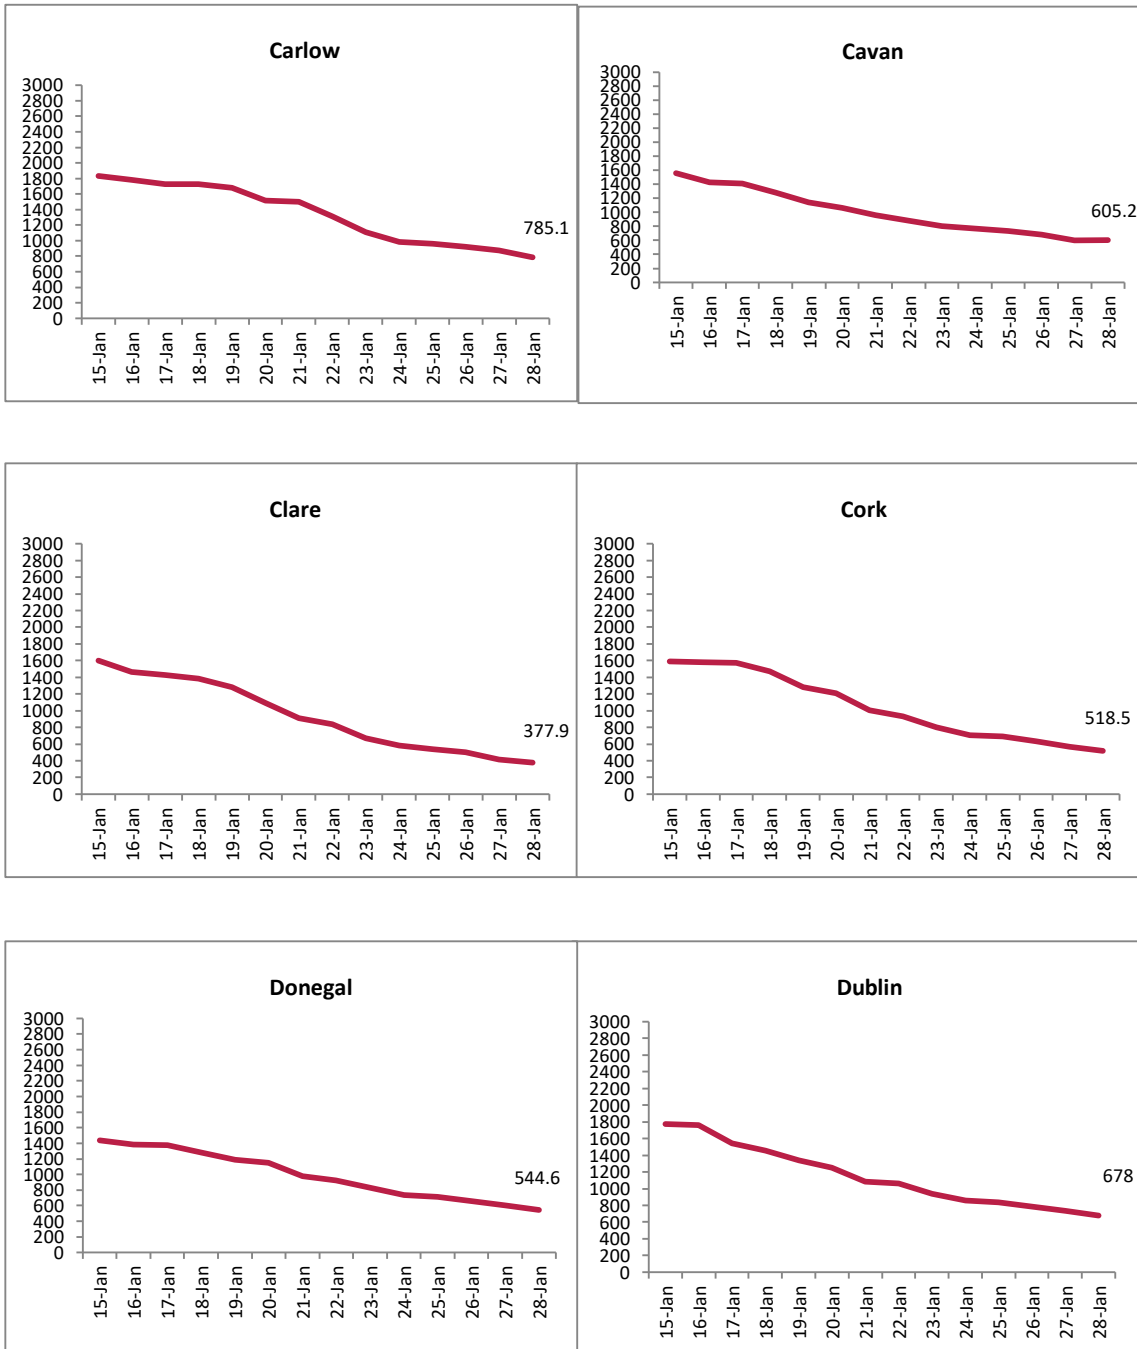 Carlow
3000
2800
2600
2400
2200
2000
1800
1600
1400
1200
1000
800
600
400
200
0
785.1
15-Jan
16-Jan
17-Jan
18-Jan
19-Jan
20-Jan
21-Jan
22-Jan
23-Jan
24-Jan
25-Jan
26-Jan
27-Jan
28-Jan
Cavan
3000
2800
2600
2400
2200
2000
1800
1600
1400
1200
1000
800
600
400
200
0
605.2
15-Jan
16-Jan
17-Jan
18-Jan
19-Jan
20-Jan
21-Jan
22-Jan
23-Jan
24-Jan
25-Jan
26-Jan
27-Jan
28-Jan
Clare
3000
2800
2600
2400
2200
2000
1800
1600
1400
1200
1000
800
600
400
200
0
377.9
15-Jan
16-Jan
17-Jan
18-Jan
19-Jan
20-Jan
21-Jan
22-Jan
23-Jan
24-Jan
25-Jan
26-Jan
27-Jan
28-Jan
Cork
3000
2800
2600
2400
2200
2000
1800
1600
1400
1200
1000
800
600
400
200
0
518.5
15-Jan
16-Jan
17-Jan
18-Jan
19-Jan
20-Jan
21-Jan
22-Jan
23-Jan
24-Jan
25-Jan
26-Jan
27-Jan
28-Jan
Donegal
3000
2800
2600
2400
2200
2000
1800
1600
1400
1200
1000
800
600
400
200
0
544.6
15-Jan
16-Jan
17-Jan
18-Jan
19-Jan
20-Jan
21-Jan
22-Jan
23-Jan
24-Jan
25-Jan
26-Jan
27-Jan
28-Jan
Dublin
3000
2800
2600
2400
2200
2000
1800
1600
1400
1200
1000
800
600
400
200
0
678
15-Jan
16-Jan
17-Jan
18-Jan
19-Jan
20-Jan
21-Jan
22-Jan
23-Jan
24-Jan
25-Jan
26-Jan
27-Jan
28-Jan